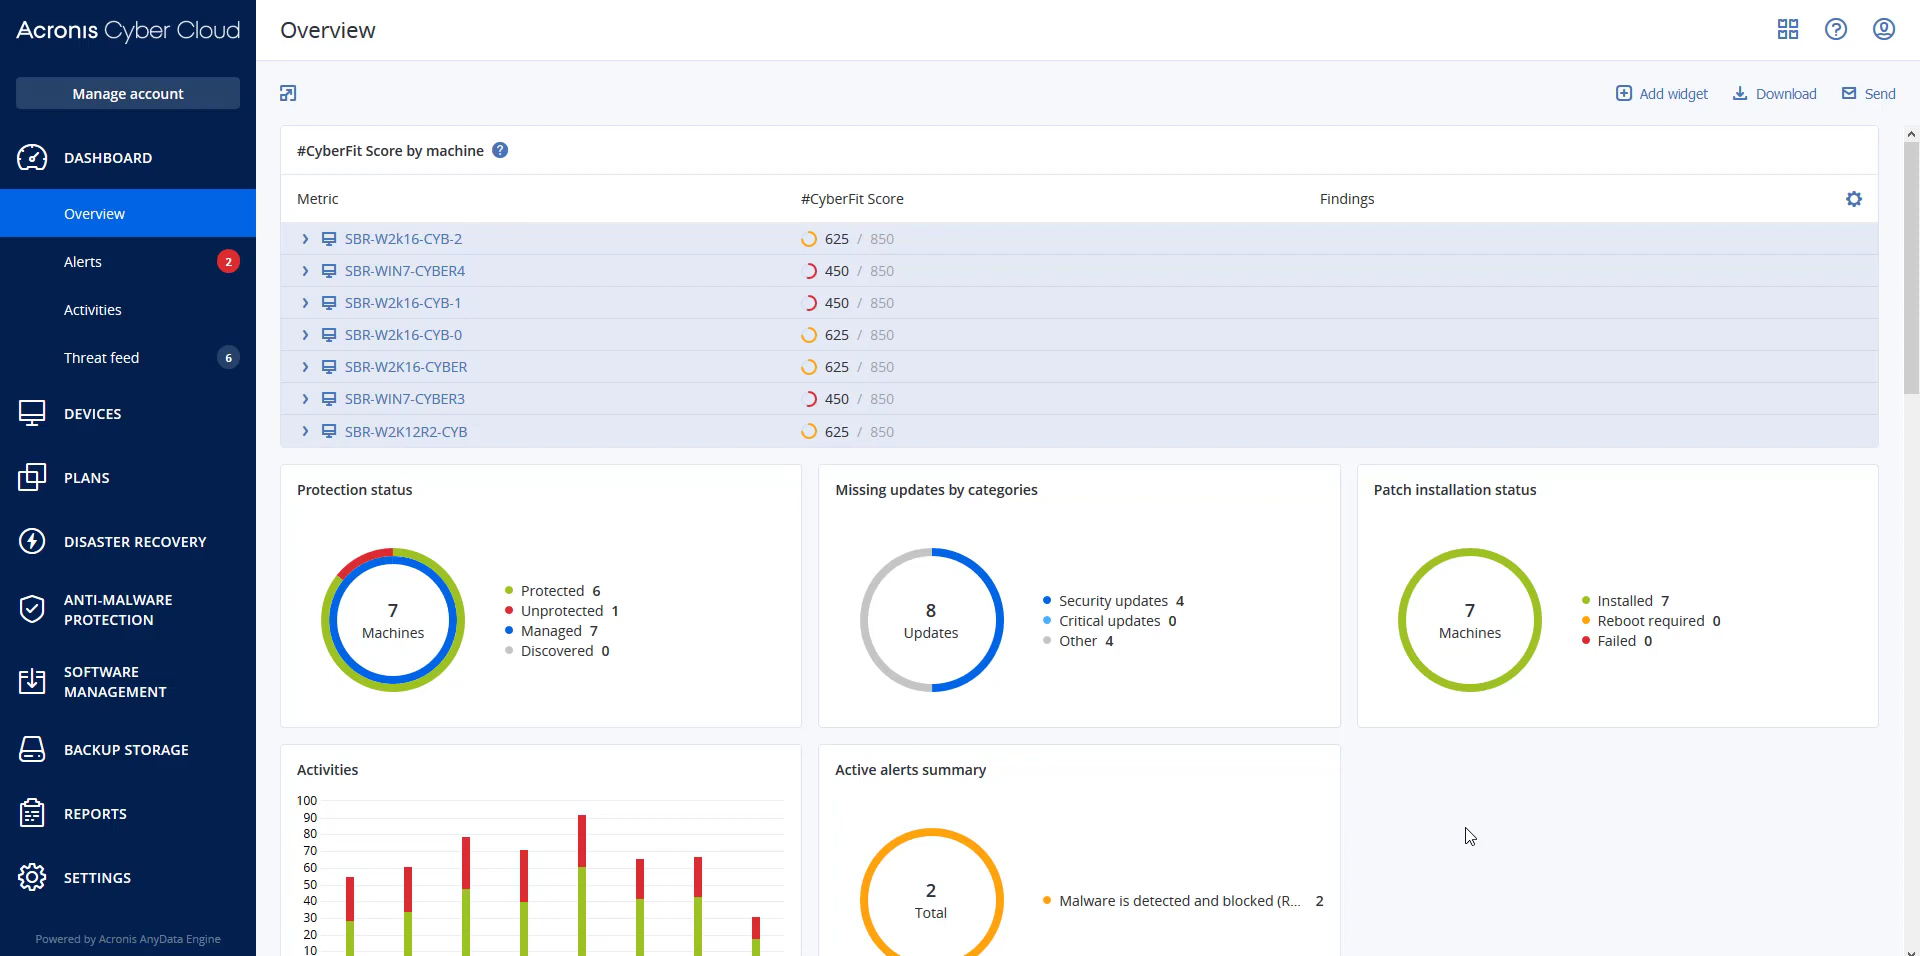 Acronis Cyber Cloud
Overview
Manage account
Add widget
Download
Send
DASHBOARD
Overview
Alerts 2
Activities
Threat feed 6
DEVICES
PLANS
DISASTER RECOVERY
ANTI-MALWARE
PROTECTION
SOFTWARE
MANAGEMENT
BACKUP STORAGE
REPORTS
SETTINGS
Powered by Acronis AnyData Engine
#CyberFit Score by machine ?
Metric #CyberFit Score Findings
SBR-W2k16-CYB-2 625 / 850
SBR-WIN7-CYBER4 450 / 850
SBR-W2k16-CYB-1 450 / 850
SBR-W2k16-CYB-0 625 / 850
SBR-W2K16-CYBER 625 / 850
SBR-WIN7-CYBER3 450 / 850
SBR-W2K12R2-CYB 625 / 850
Protection status
7
Machines
Protected 6
Unprotected 1
Managed 7
Discovered 0
Missing updates by categories
8
Updates
Security updates 4
Critical updates 0
Other 4
Patch installation status
7
Machines
Installed 7
Reboot required 0
Failed 0
Activities
100
90
80
70
60
50
40
30
20
10
Active alerts summary
2
Total
Malware is detected and blocked (R... 2